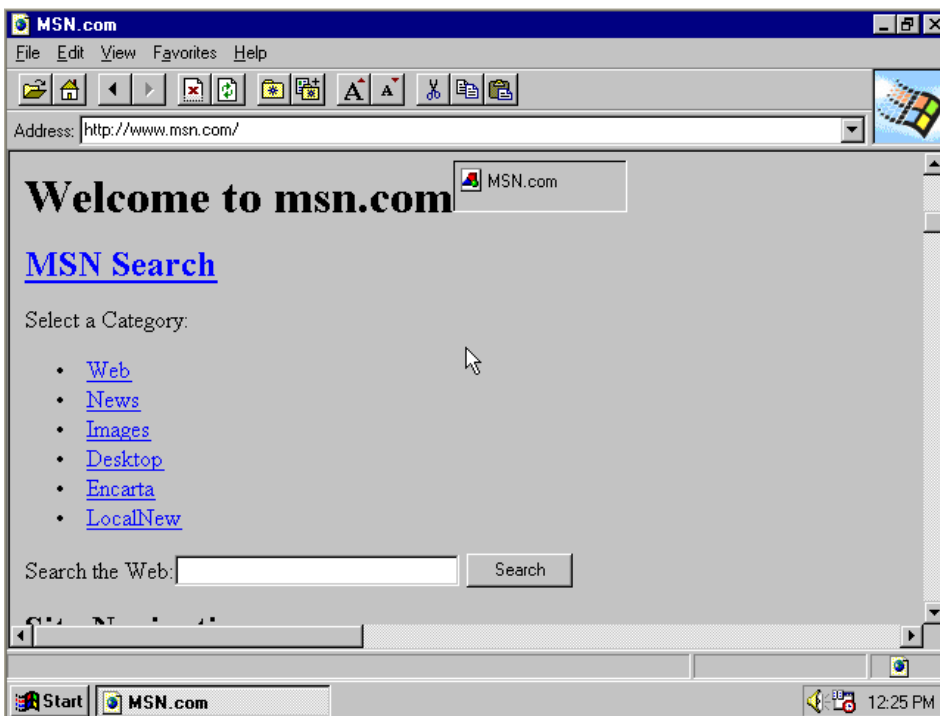 MSN.com
File Edit View Favorites Help
Address: http://www.msn.com/
Welcome to msn.com MSN.com
MSN Search
Select a Category:
• Web
• News
• Images
• Desktop
• Encarta
• LocalNew
Search the Web: Search
Start MSN.com 12:25 PM